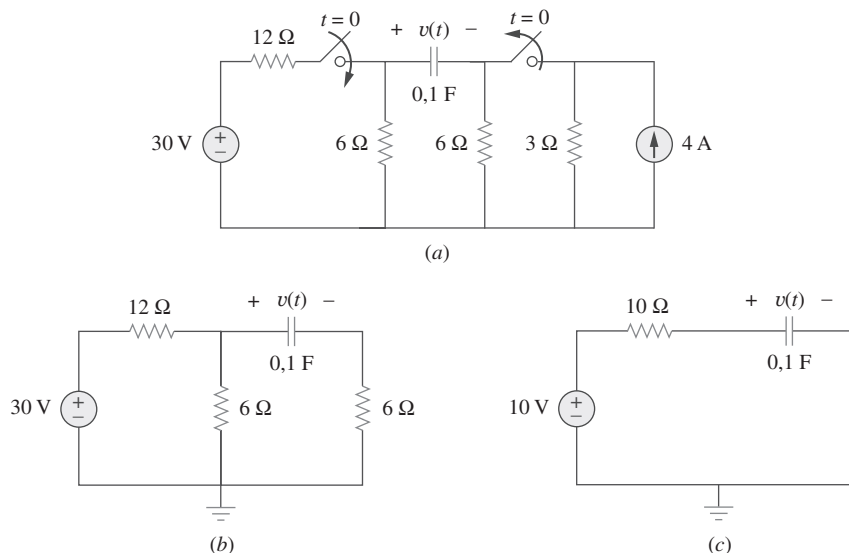 t = 0
+ v(t) −
t = 0
12 Ω
0,1 F
30 V
+
−
6 Ω
6 Ω
3 Ω
4 A
(a)
12 Ω
+ v(t) −
0,1 F
30 V
+
−
6 Ω
6 Ω
(b)
10 Ω
+ v(t) −
0,1 F
10 V
+
−
(c)